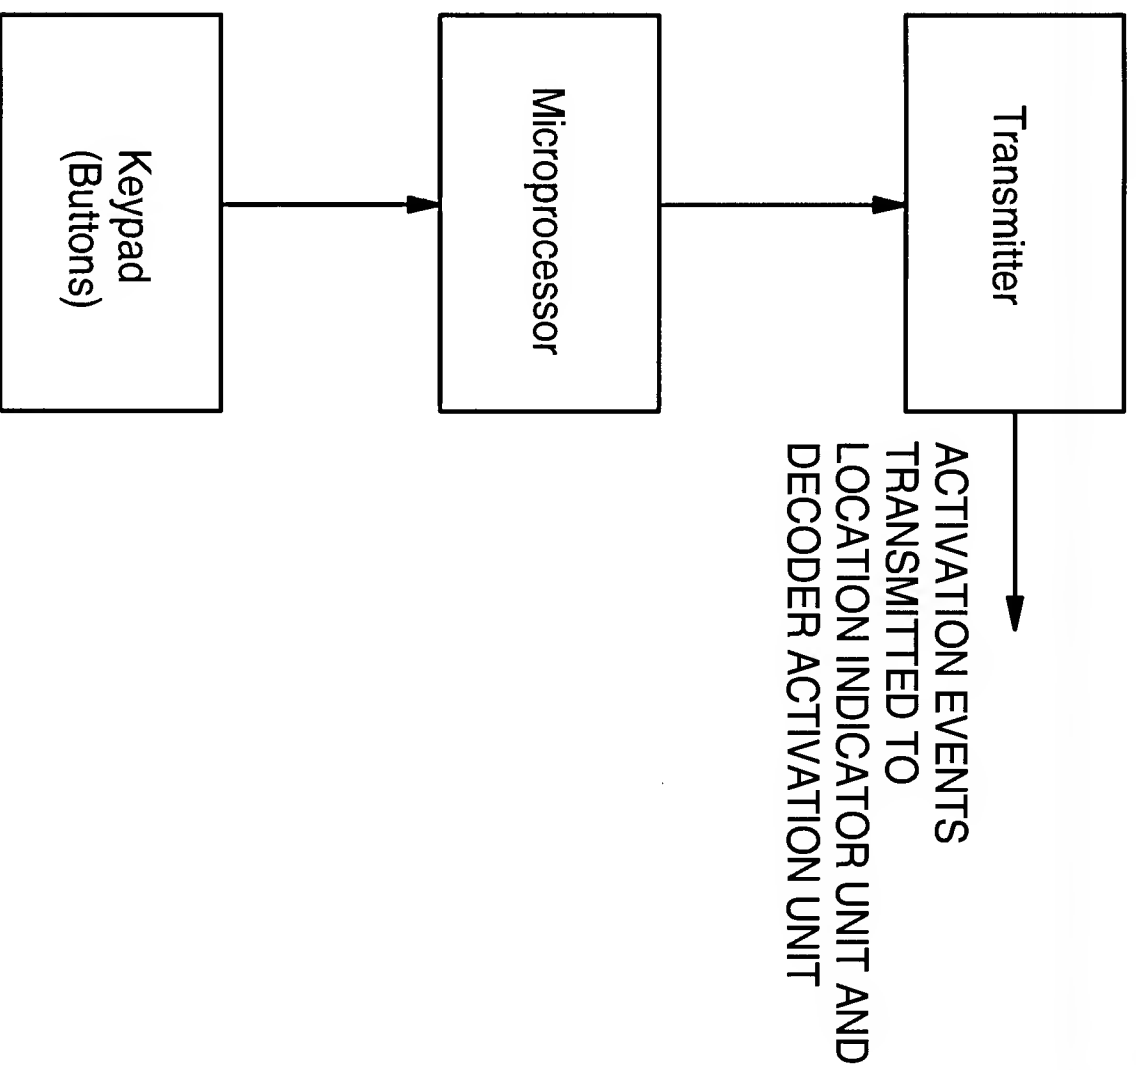 Transmitter
ACTIVATION EVENTS
TRANSMITTED TO
LOCATION INDICATOR UNIT AND
DECODER ACTIVATION UNIT
Microprocessor
Keypad
(Buttons)